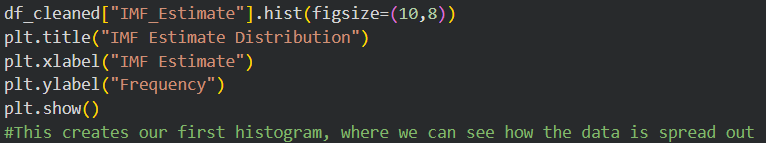 df_cleaned["IMF_Estimate"].hist(figsize=(10,8))
plt.title("IMF Estimate Distribution")
plt.xlabel("IMF Estimate")
plt.ylabel("Frequency")
plt.show()
#This creates our first histogram, where we can see how the data is spread out